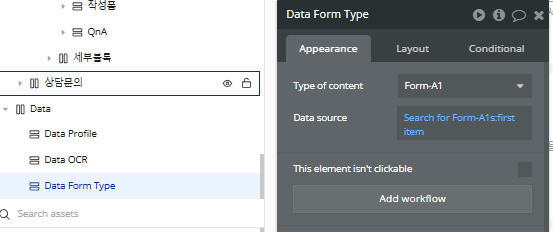 작성폼
QnA
세부블록
상담문의
Data
Data Profile
Data OCR
Data Form Type
Search assets
Data Form Type
Appearance
Layout
Conditional
Type of content
Form-A1
Data source
Search for Form-A1s:first
item
This element isn't clickable
Add workflow